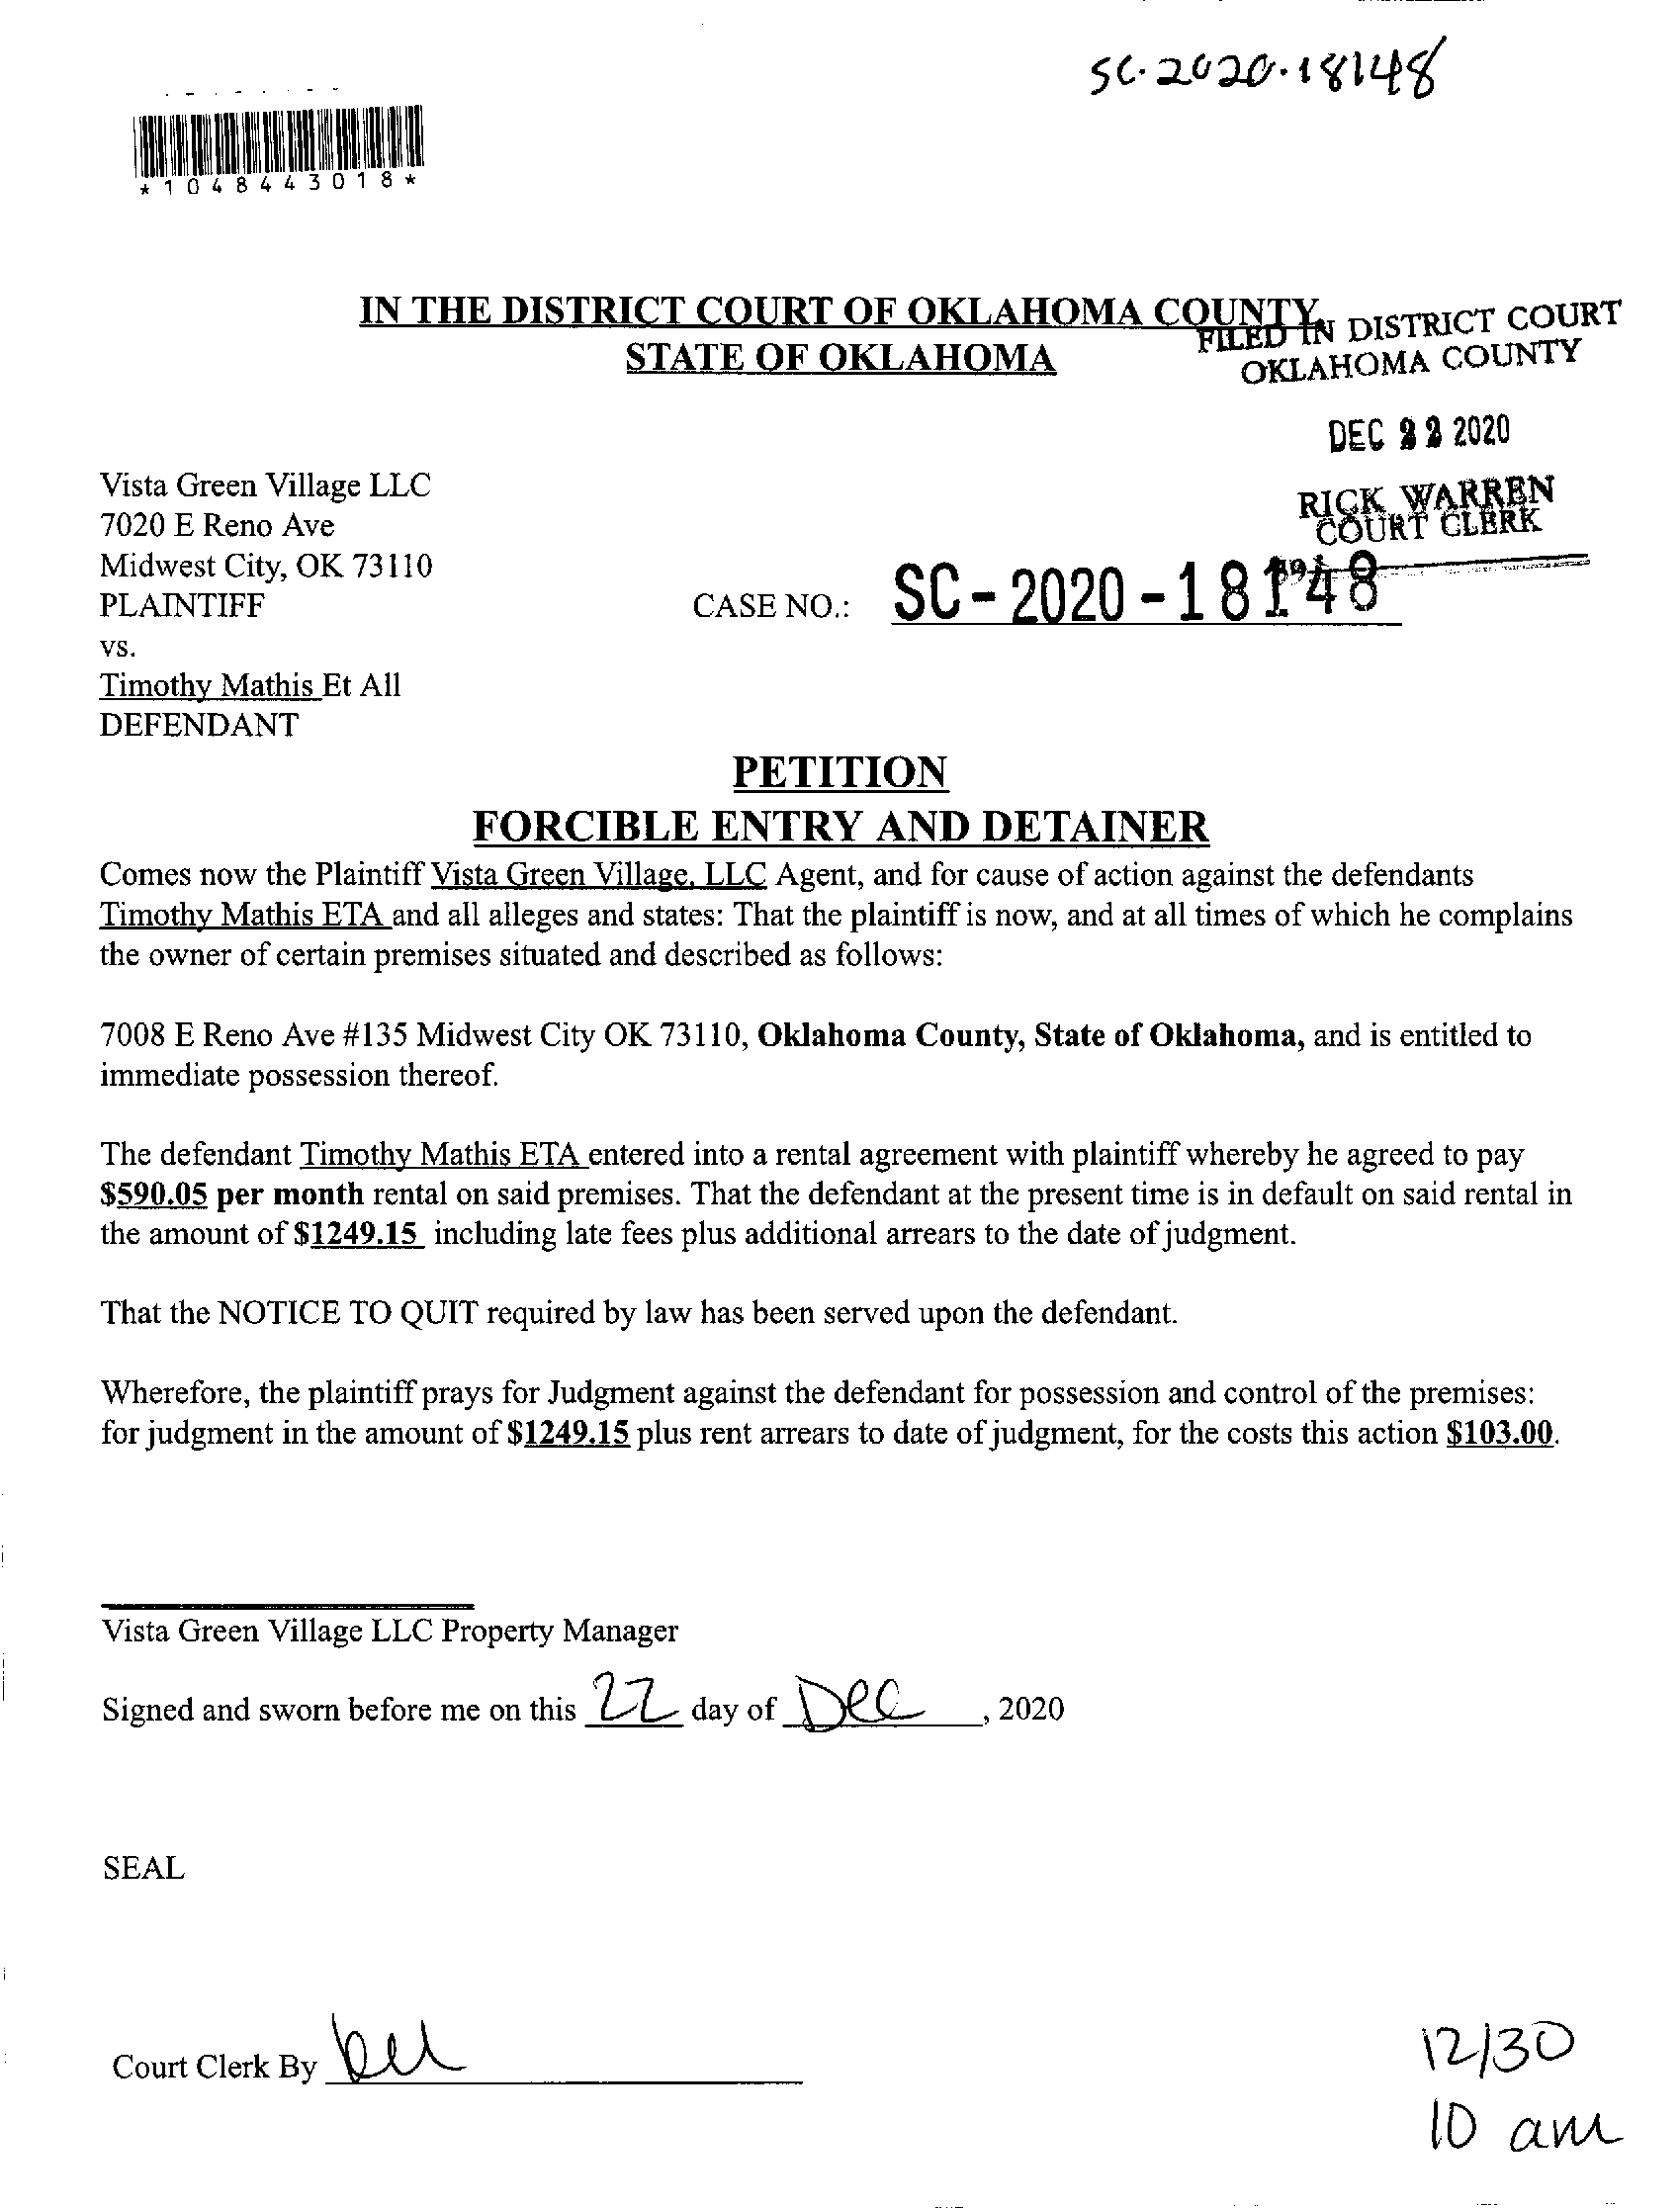 SC-2020-18148
*1048443018*
IN THE DISTRICT COURT OF OKLAHOMA COUNTY
STATE OF OKLAHOMA
FILED IN DISTRICT COURT
OKLAHOMA COUNTY
DEC 22 2020
RICK WARREN
COURT CLERK
Vista Green Village LLC
7020 E Reno Ave
Midwest City, OK 73110
PLAINTIFF
CASE NO.: SC-2020-18148
vs.
Timothy Mathis Et All
DEFENDANT
PETITION
FORCIBLE ENTRY AND DETAINER
Comes now the Plaintiff Vista Green Village, LLC Agent, and for cause of action against the defendants
Timothy Mathis ETA and all alleges and states: That the plaintiff is now, and at all times of which he complains
the owner of certain premises situated and described as follows:
7008 E Reno Ave #135 Midwest City OK 73110, Oklahoma County, State of Oklahoma, and is entitled to
immediate possession thereof.
The defendant Timothy Mathis ETA entered into a rental agreement with plaintiff whereby he agreed to pay
$590.05 per month rental on said premises. That the defendant at the present time is in default on said rental in
the amount of $1249.15 including late fees plus additional arrears to the date of judgment.
That the NOTICE TO QUIT required by law has been served upon the defendant.
Wherefore, the plaintiff prays for Judgment against the defendant for possession and control of the premises:
for judgment in the amount of $1249.15 plus rent arrears to date of judgment, for the costs this action $103.00.
Vista Green Village LLC Property Manager
Signed and sworn before me on this 22 day of Dec, 2020
SEAL
Court Clerk By
12/30
10 am